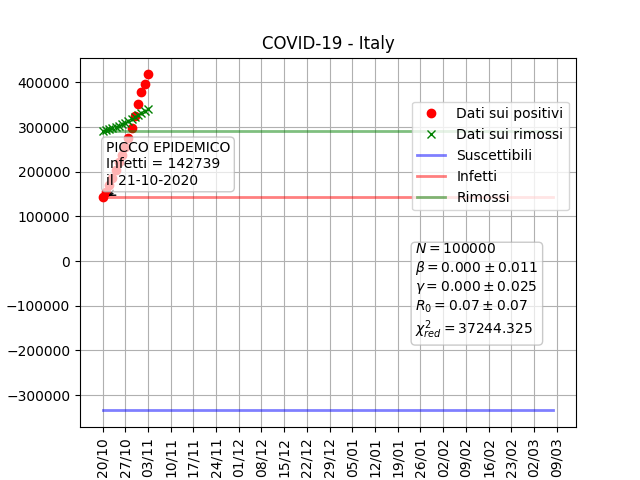 COVID-19 - Italy
400000
300000
200000
100000
0
−100000
−200000
−300000
Dati sui positivi
Dati sui rimossi
Suscettibili
Infetti
Rimossi
PICCO EPIDEMICO
Infetti = 142739
il 21-10-2020
N = 100000
β = 0.000 ± 0.011
γ = 0.000 ± 0.025
R₀ = 0.07 ± 0.07
χ²_red = 37244.325
20/10
27/10
03/11
10/11
17/11
24/11
01/12
08/12
15/12
22/12
29/12
05/01
12/01
19/01
26/01
02/02
09/02
16/02
23/02
02/03
09/03